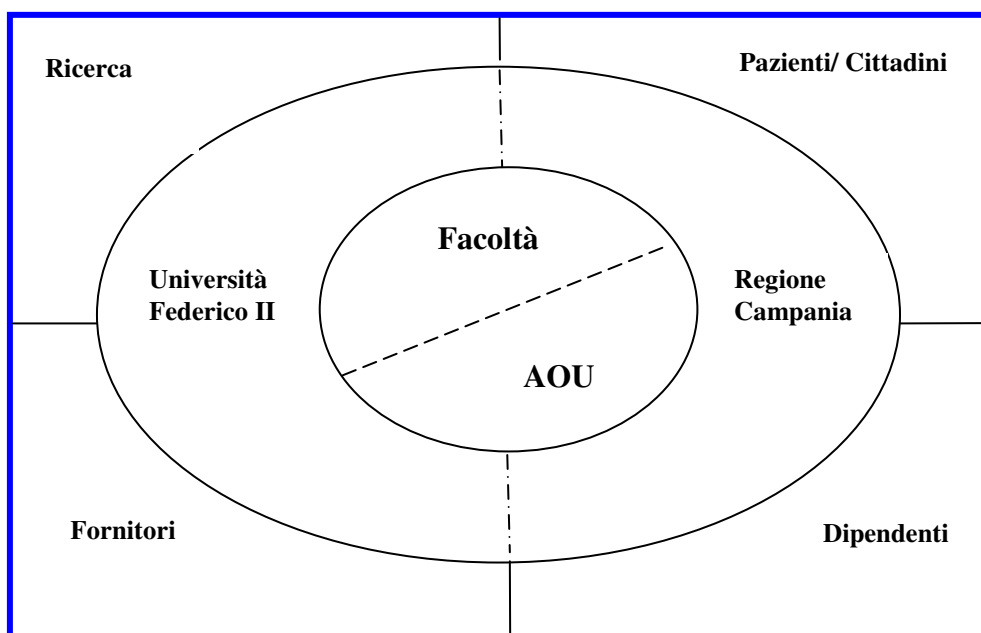 Ricerca
Pazienti/ Cittadini
Facoltà
Università
Federico II
Regione
Campania
AOU
Fornitori
Dipendenti